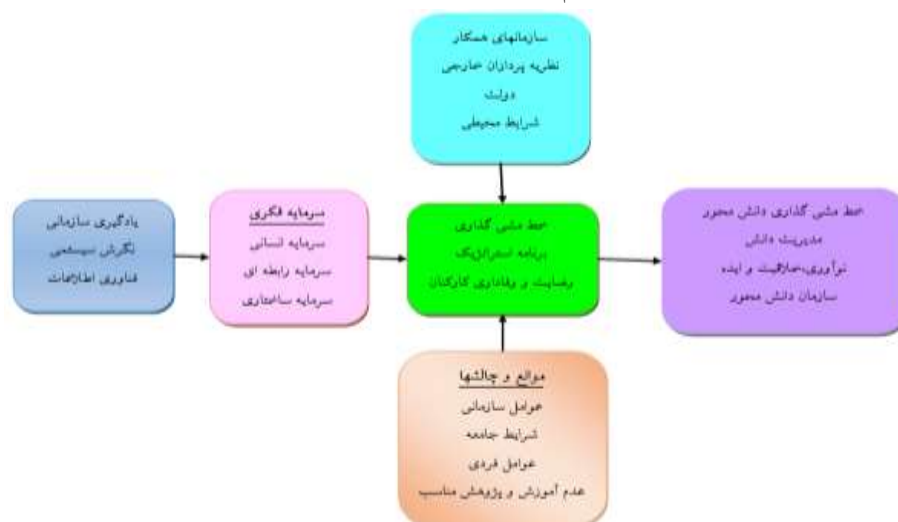 سازمانهای همکار
نظریه پردازان خارجی
دولت
شرایط محیطی
خط مشی گذاری دانش محور
مدیریت دانش
نوآوری،خلاقیت و ایده
سازمان دانش محور
خط مشی گذاری
برنامه استراتژیک
رضایت و وفاداری کارکنان
سرمایه فکری
سرمایه انسانی
سرمایه رابطه ای
سرمایه ساختاری
یادگیری سازمانی
نگرش سیستمی
فناوری اطلاعات
موانع و چالشها
عوامل سازمانی
شرایط جامعه
عوامل فردی
عدم آموزش و پژوهش مناسب